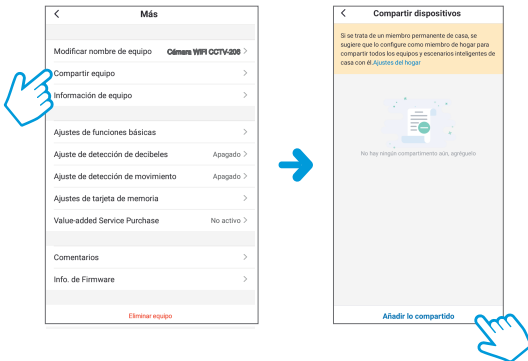 Más
Modificar nombre de equipo Cámara WIFI CCTV-206
Compartir equipo
Información de equipo
Ajustes de funciones básicas
Ajuste de detección de decibeles Apagado
Ajuste de detección de movimiento Apagado
Ajustes de tarjeta de memoria
Value-added Service Purchase No activo
Comentarios
Info. de Firmware
Eliminar equipo
Compartir dispositivos
Si se trata de un miembro permanente de casa, se
sugiere que lo configure como miembro de hogar para
compartir todos los equipos y escenarios inteligentes de
casa con él.Ajustes del hogar
No hay ningún compartimento aún, agréguelo
Añadir lo compartido